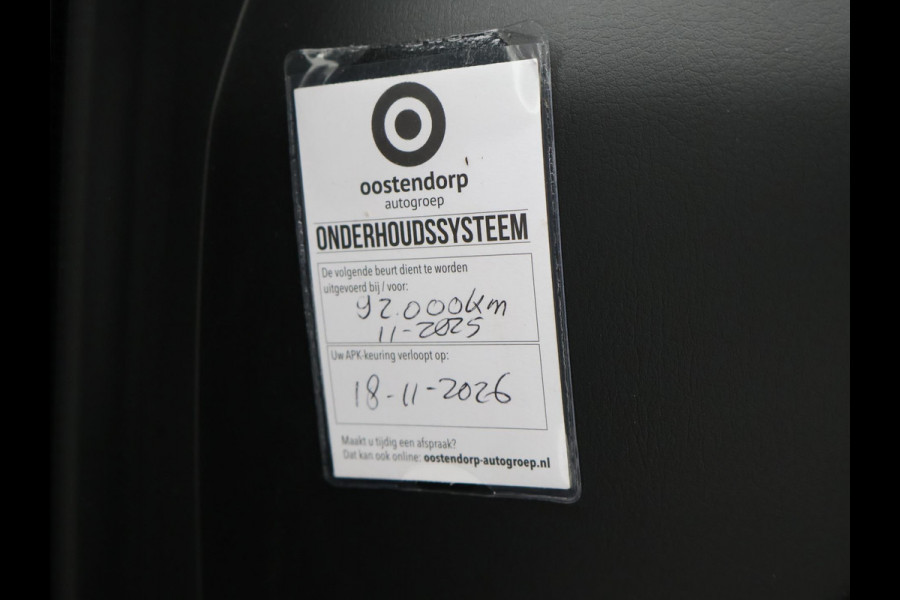 oostendorp
autogroep
ONDERHOUDSSYSTEEM
De volgende beurt dient te worden
uitgevoerd bij / voor:
92.000km
11-2025
Uw APK-keuring verloopt op:
18-11-2026
Maakt u tijdig een afspraak?
Dat kan ook online: oostendorp-autogroep.nl